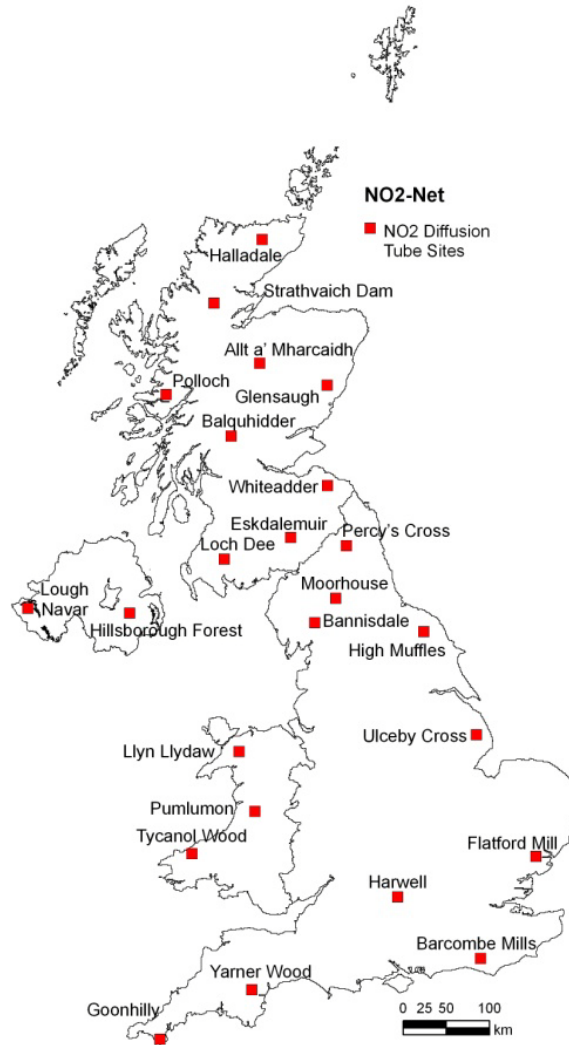 NO2-Net
NO2 Diffusion
Tube Sites
Halladale
Strathvaich Dam
Allt a' Mharcaidh
Polloch
Glensaugh
Balquhidder
Whiteadder
Eskdalemuir
Percy's Cross
Loch Dee
Moorhouse
Lough
Navar
Hillsborough Forest
Bannisdale
High Muffles
Ulceby Cross
Llyn Llydaw
Pumlumon
Tycanol Wood
Flatford Mill
Harwell
Barcombe Mills
Yarner Wood
Goonhilly
0 25 50 100
km